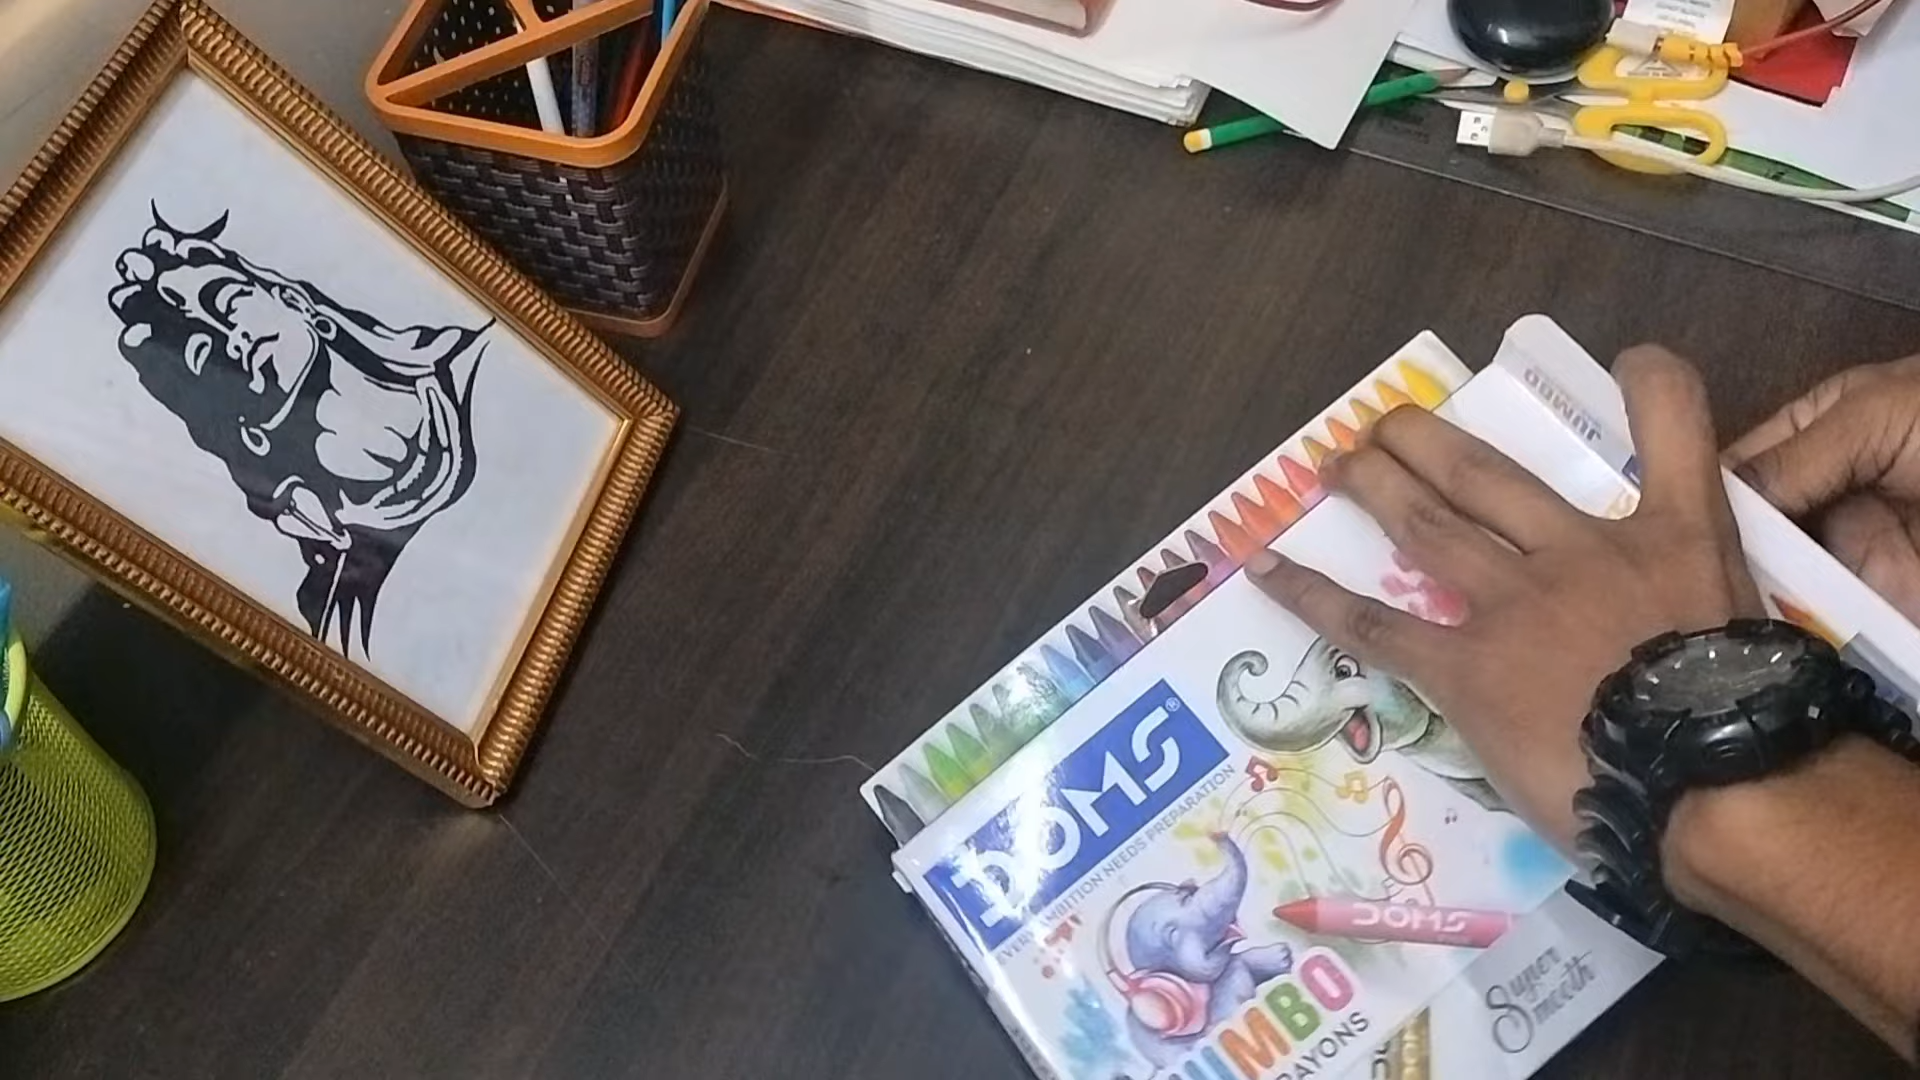 JUMBO
DOMS®
EVERY AMBITION NEEDS PREPARATION
DOMS
JUMBO
CRAYONS
Super
Smooth